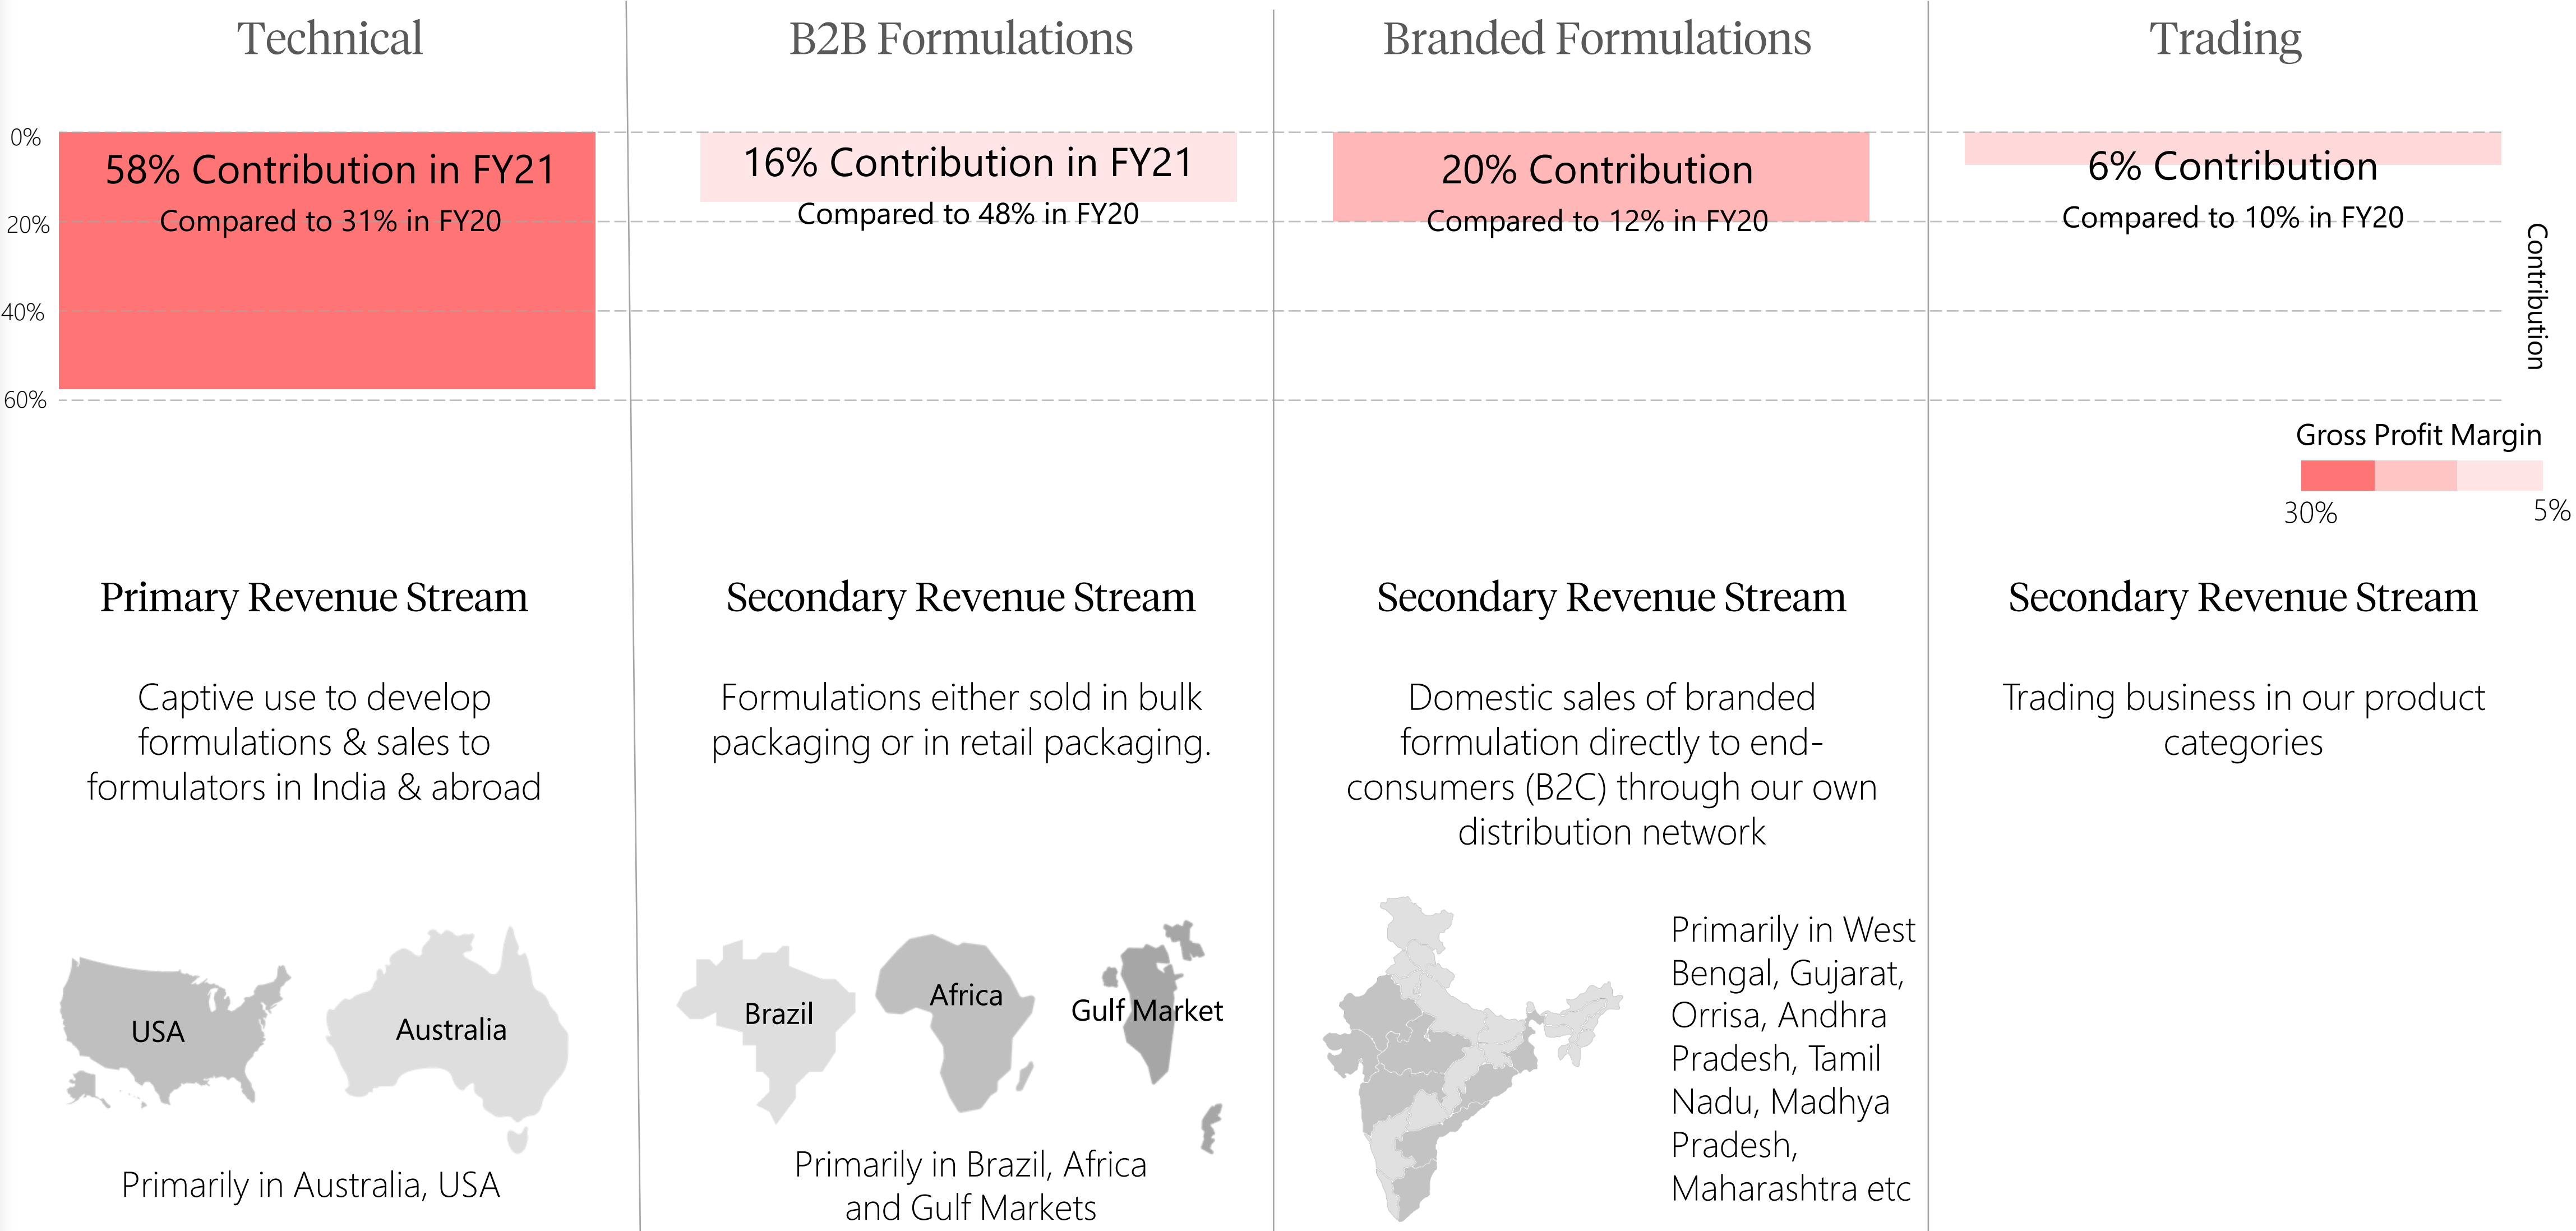 Technical
B2B Formulations
Branded Formulations
Trading
0%
20%
40%
60%
58% Contribution in FY21
Compared to 31% in FY20
16% Contribution in FY21
Compared to 48% in FY20
20% Contribution
Compared to 12% in FY20
6% Contribution
Compared to 10% in FY20
Contribution
Gross Profit Margin
30%
5%
Primary Revenue Stream
Captive use to develop
formulations & sales to
formulators in India & abroad
USA
Australia
Primarily in Australia, USA
Secondary Revenue Stream
Formulations either sold in bulk
packaging or in retail packaging.
Brazil
Africa
Gulf Market
Primarily in Brazil, Africa
and Gulf Markets
Secondary Revenue Stream
Domestic sales of branded
formulation directly to end-
consumers (B2C) through our own
distribution network
Primarily in West
Bengal, Gujarat,
Orrisa, Andhra
Pradesh, Tamil
Nadu, Madhya
Pradesh,
Maharashtra etc
Secondary Revenue Stream
Trading business in our product
categories